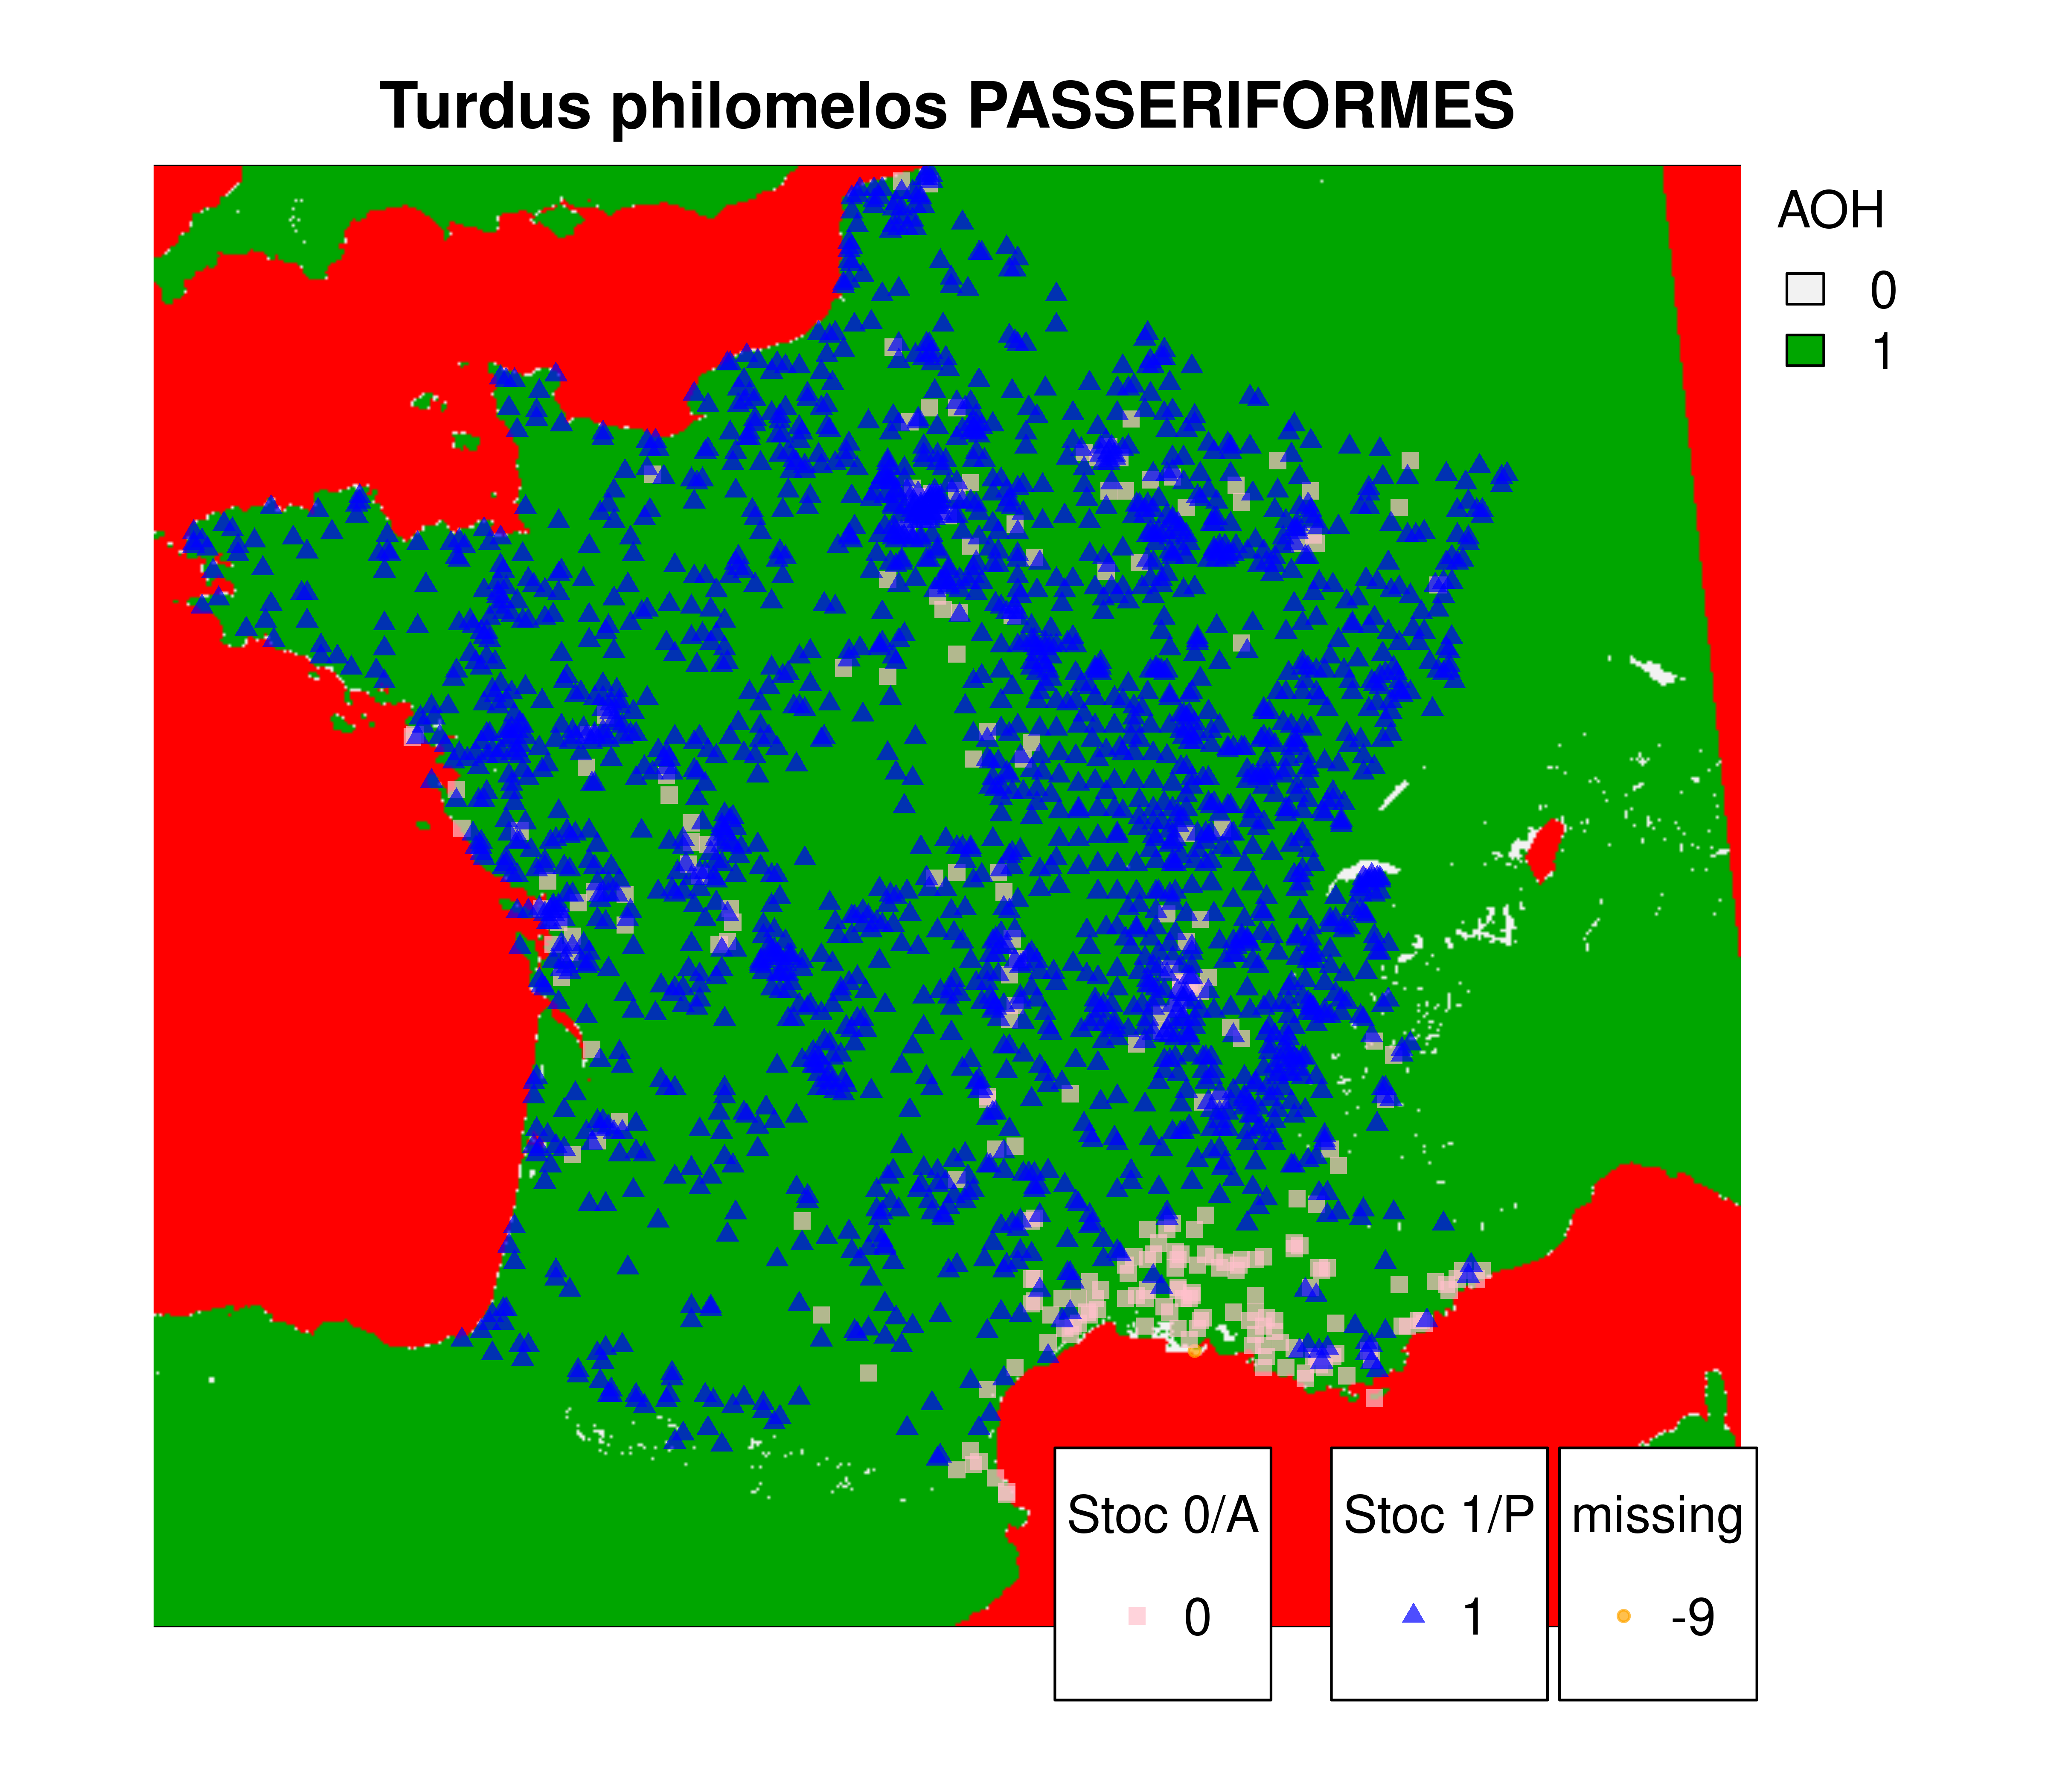 Turdus philomelos PASSERIFORMES
AOH
0
1
Stoc 0/A
0
Stoc 1/P
1
missing
-9